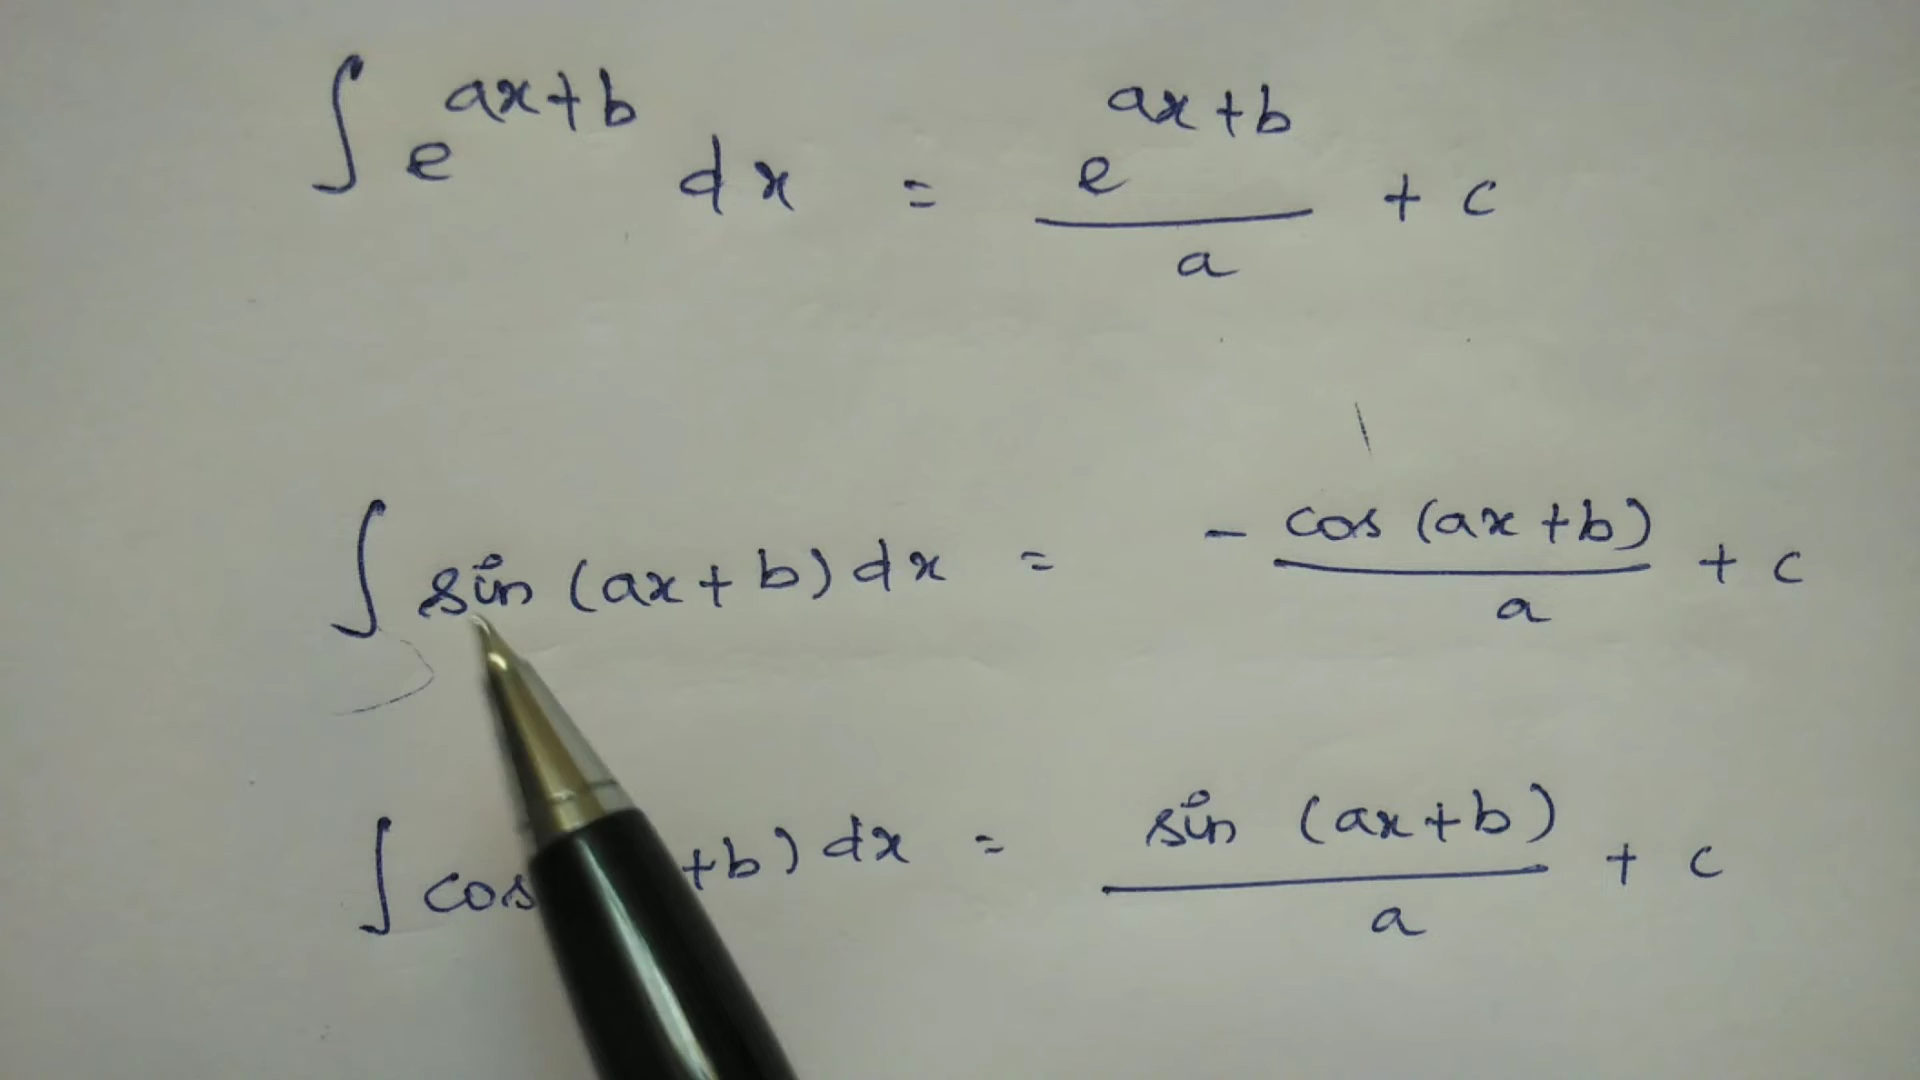 ∫ e^(ax+b) dx = e^(ax+b)/a + c
∫ sin (ax+b) dx = - cos (ax+b)/a + c
∫ cos +b) dx = sin (ax+b)/a + c